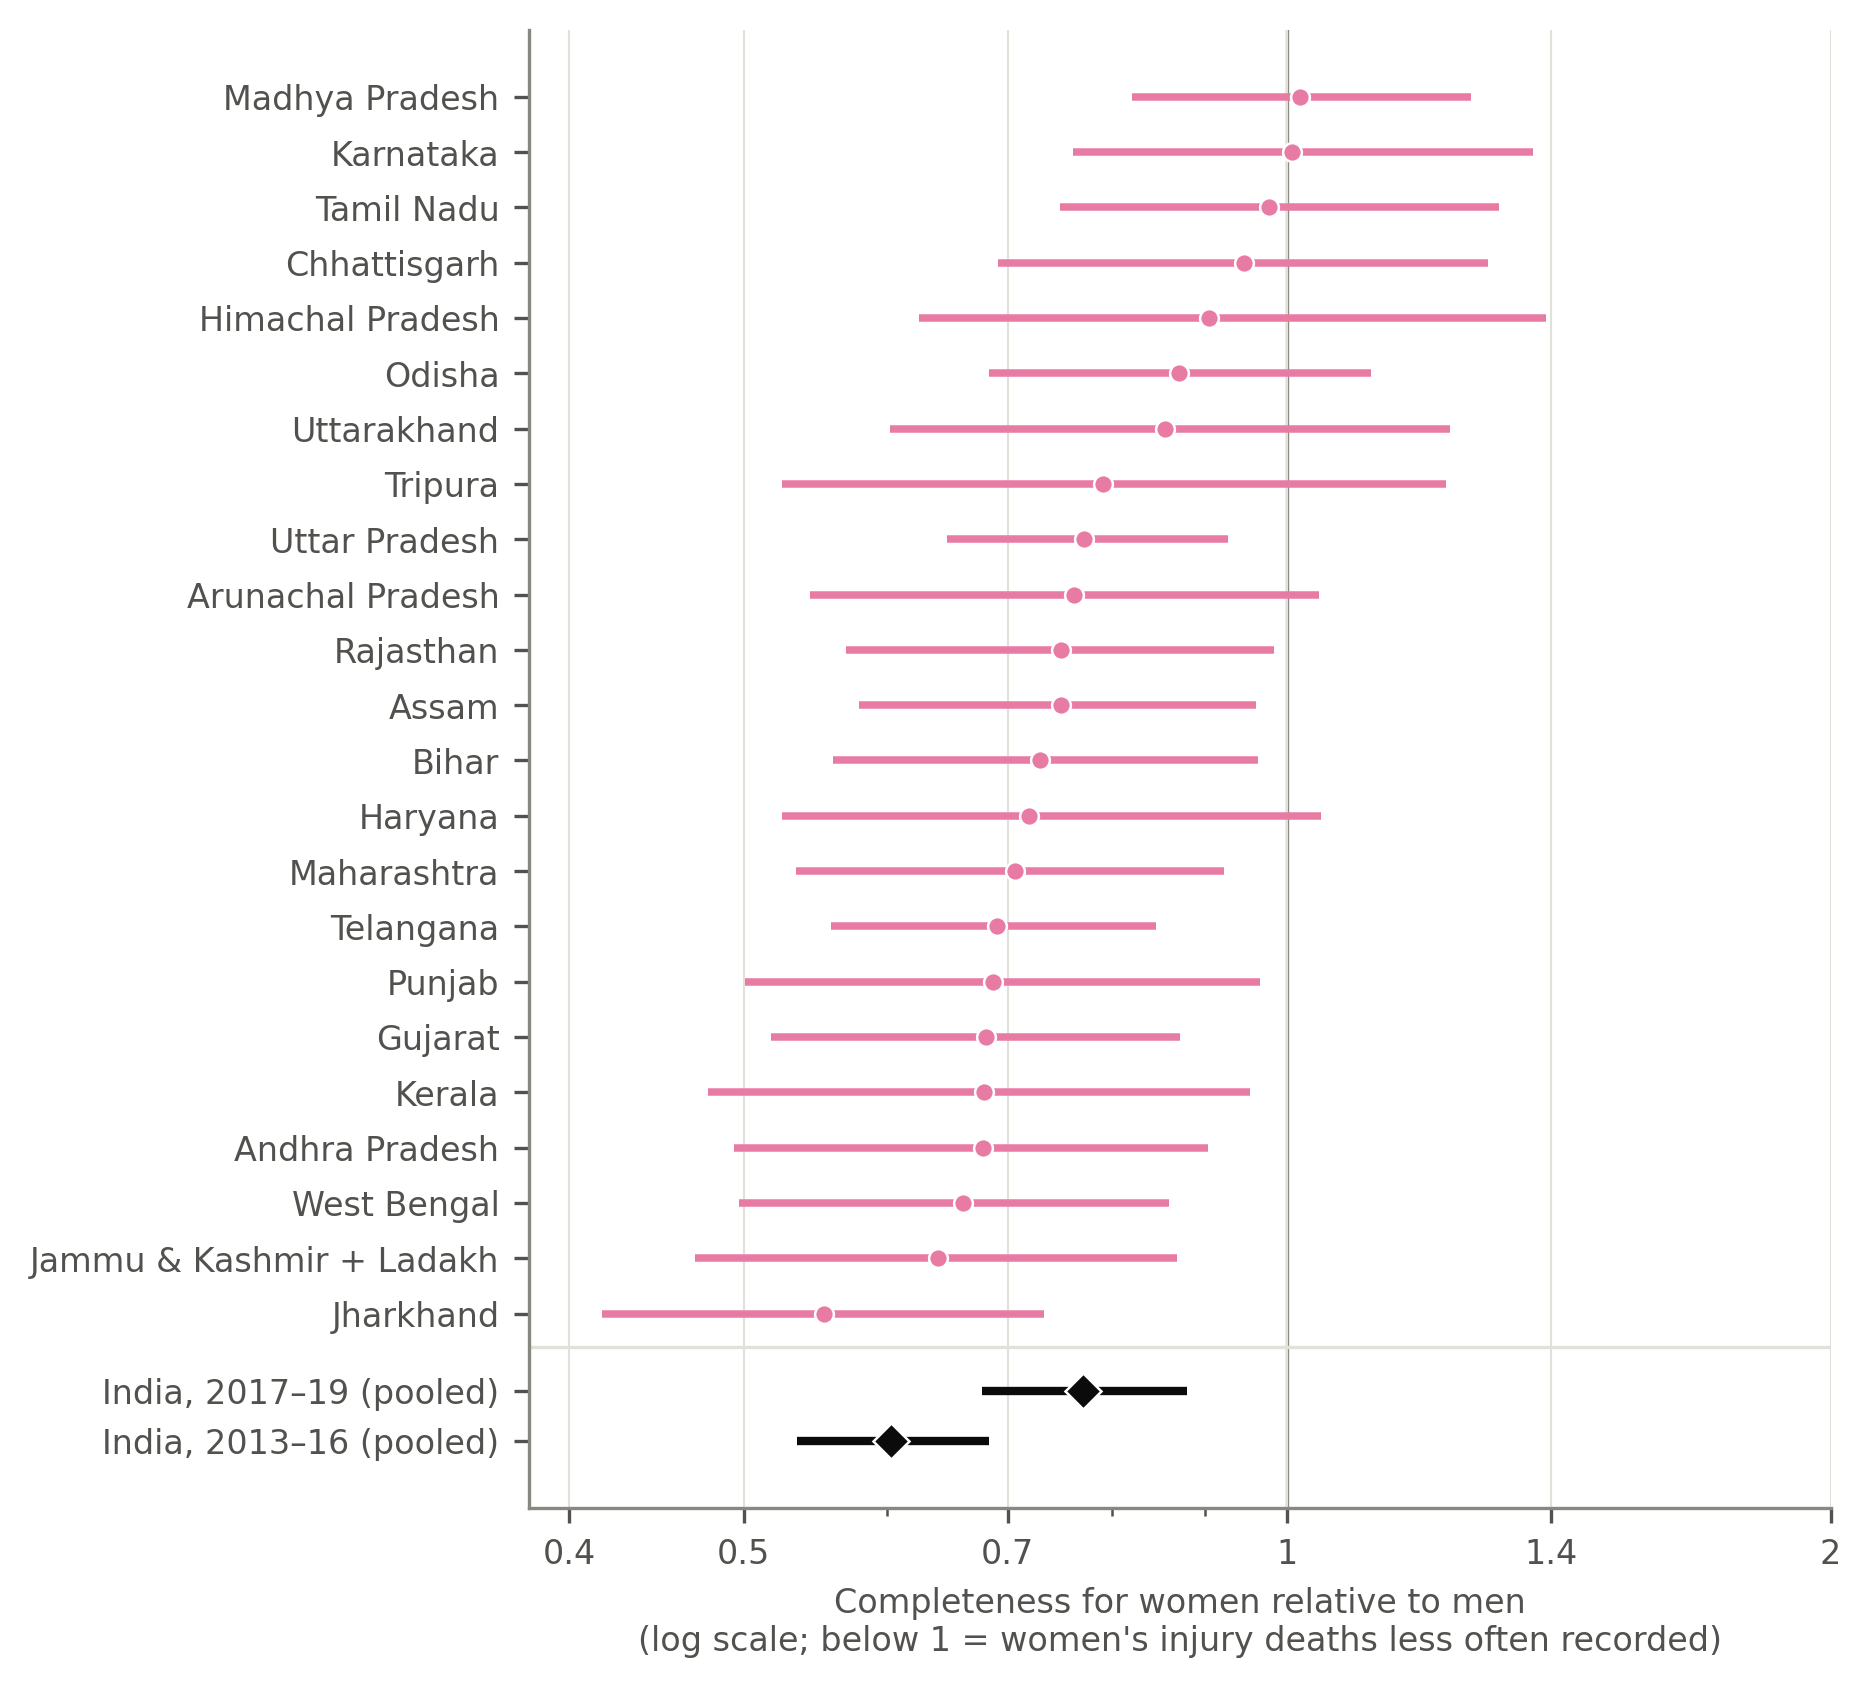 Madhya Pradesh
Karnataka
Tamil Nadu
Chhattisgarh
Himachal Pradesh
Odisha
Uttarakhand
Tripura
Uttar Pradesh
Arunachal Pradesh
Rajasthan
Assam
Bihar
Haryana
Maharashtra
Telangana
Punjab
Gujarat
Kerala
Andhra Pradesh
West Bengal
Jammu & Kashmir + Ladakh
Jharkhand
India, 2017–19 (pooled)
India, 2013–16 (pooled)
0.4 0.5 0.7 1 1.4 2
Completeness for women relative to men
(log scale; below 1 = women's injury deaths less often recorded)